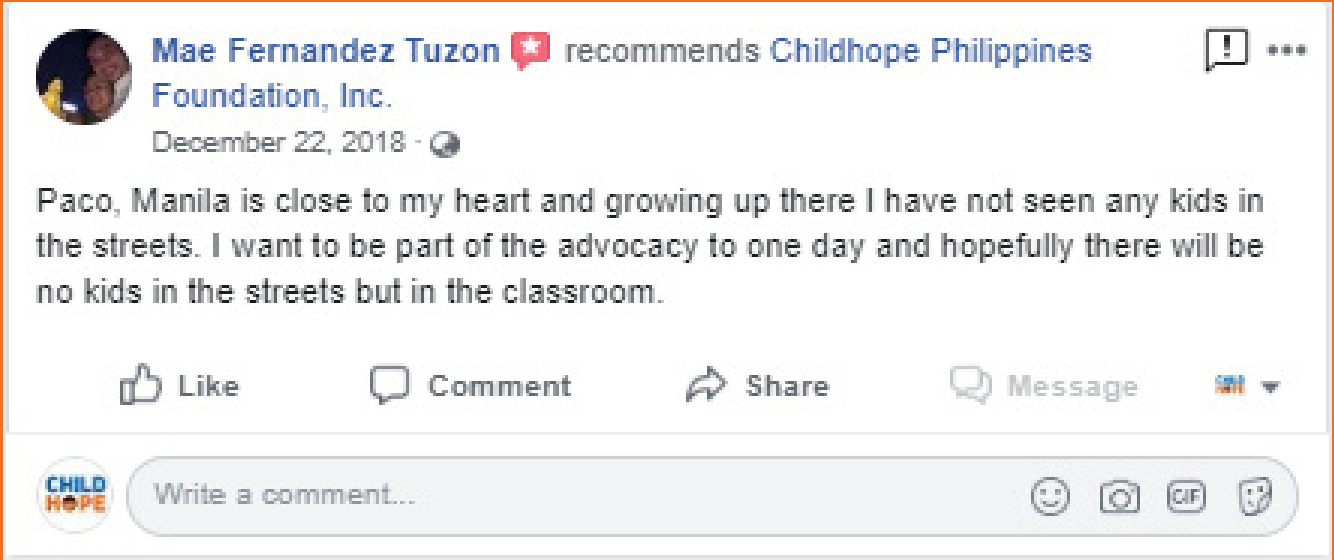 Mae Fernandez Tuzon recommends Childhope Philippines
Foundation, Inc.
December 22, 2018 ·
Paco, Manila is close to my heart and growing up there I have not seen any kids in
the streets. I want to be part of the advocacy to one day and hopefully there will be
no kids in the streets but in the classroom.
Like Comment Share Message
CHILD
HOPE
Write a comment...
GIF